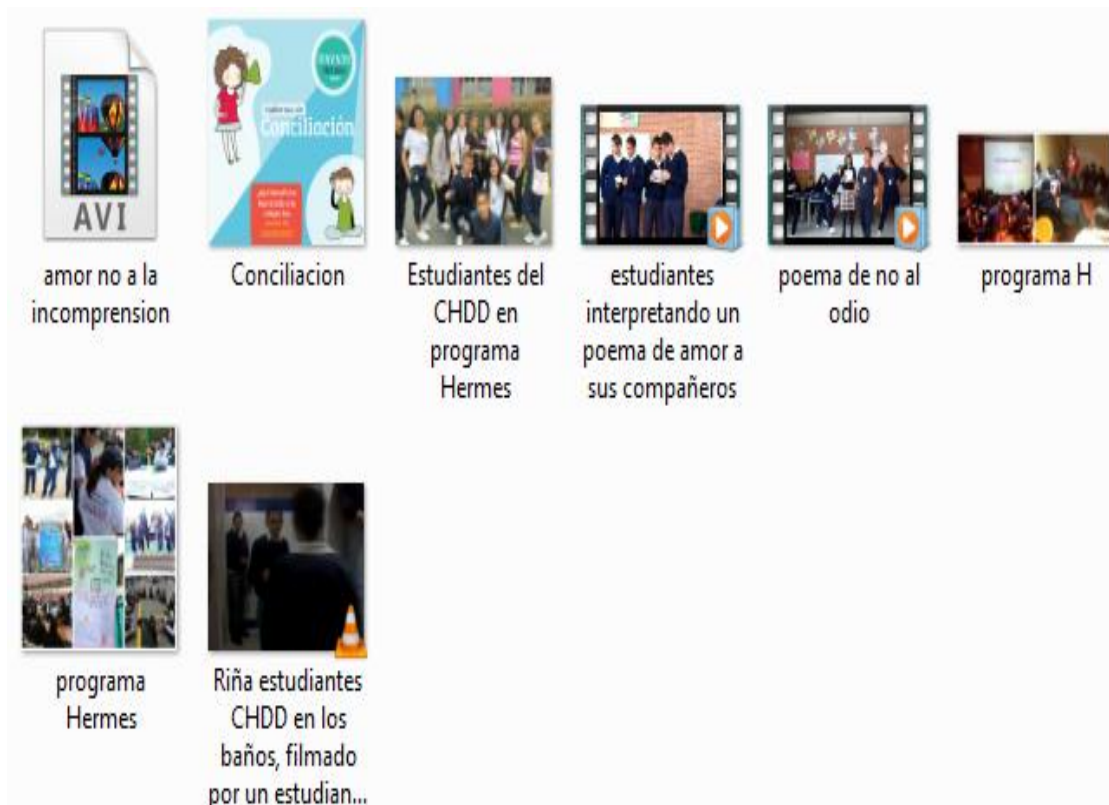 AVI
Conciliación
amor no a la
incomprension
Conciliacion
Estudiantes del
CHDD en
programa
Hermes
estudiantes
interpretando un
poema de amor a
sus compañeros
poema de no al
odio
programa H
programa
Hermes
Riña estudiantes
CHDD en los
baños, filmado
por un estudian...